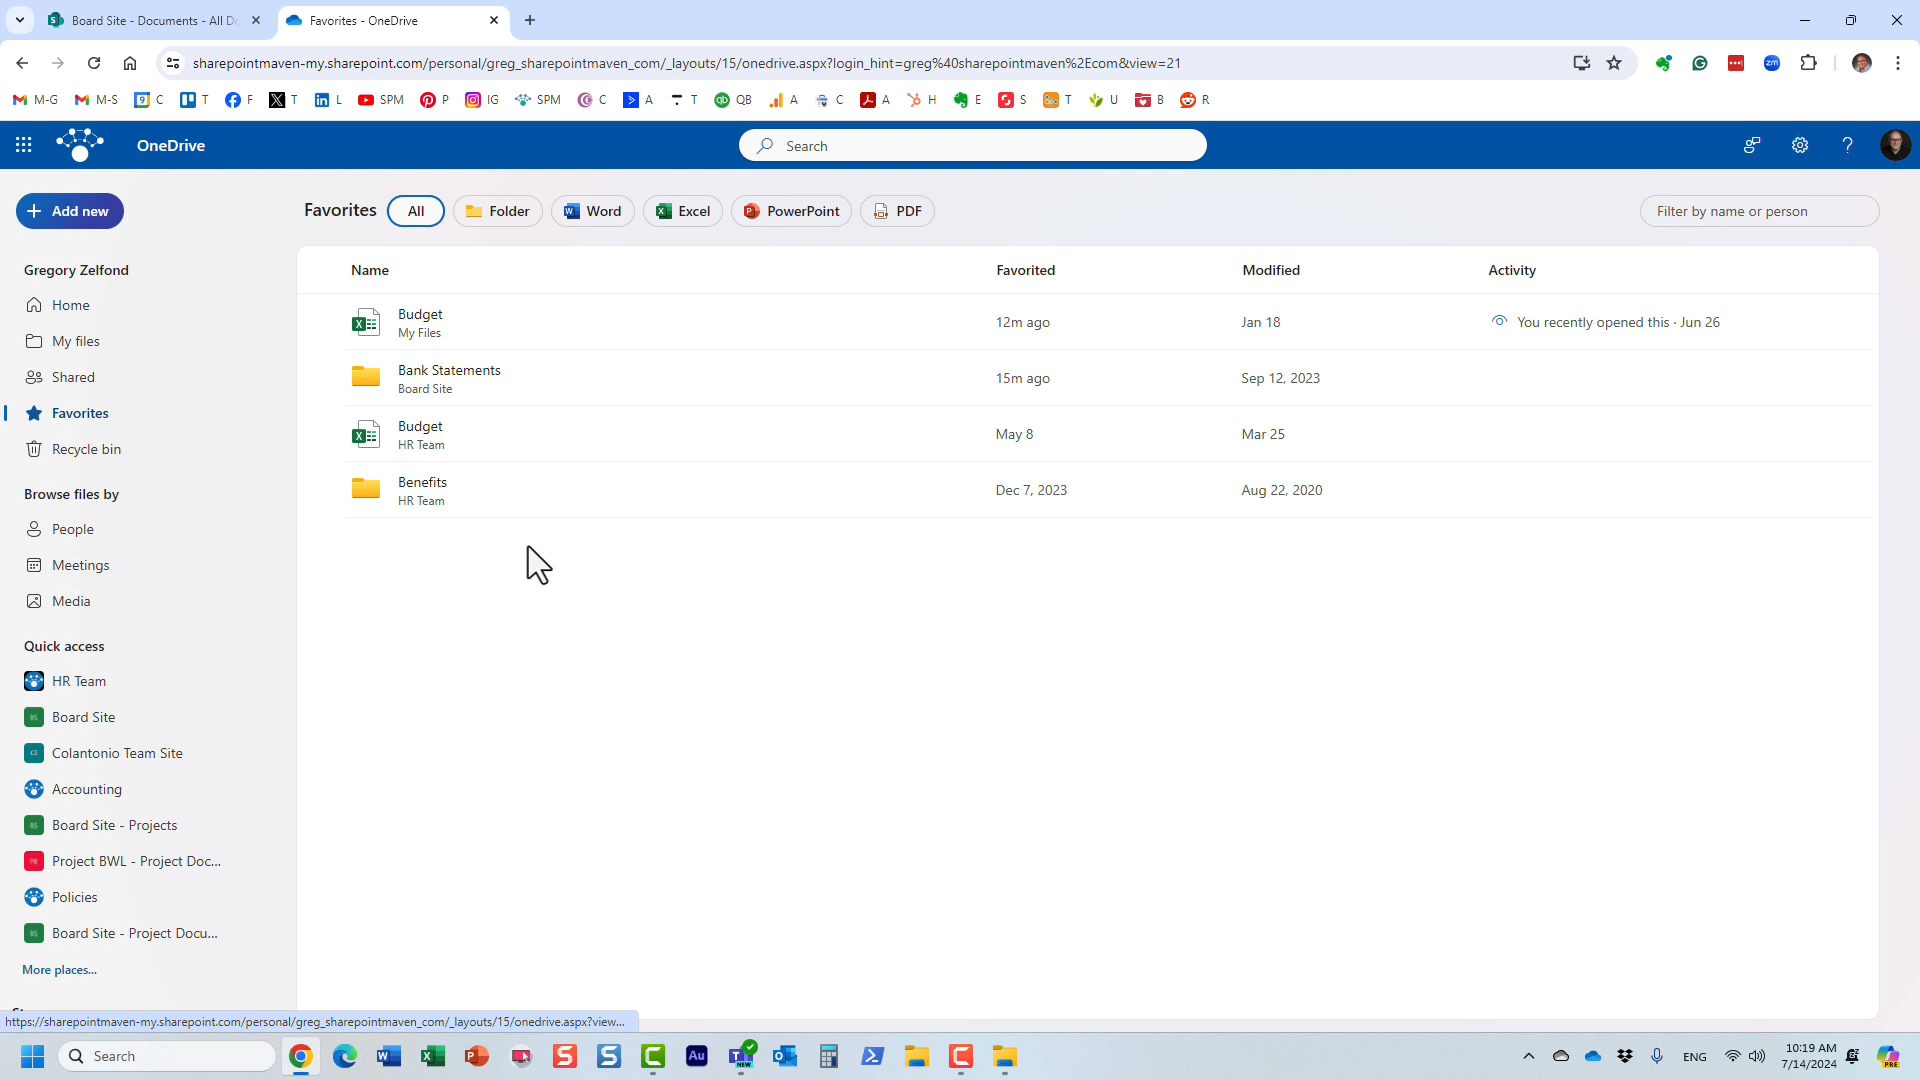 Board Site - Documents - All Do
Favorites - OneDrive
sharepointmaven-my.sharepoint.com/personal/greg_sharepointmaven_com/_layouts/15/onedrive.aspx?login_hint=greg%40sharepointmaven%2Ecom&view=21
M-G M-S C T F T L SPM P IG SPM C A T QB A C A H E S T U B R
OneDrive
Search
Add new
Favorites All Folder Word Excel PowerPoint PDF
Filter by name or person
Gregory Zelfond
Home
My files
Shared
Favorites
Recycle bin
Browse files by
People
Meetings
Media
Quick access
HR Team
Board Site
Colantonio Team Site
Accounting
Board Site - Projects
Project BWL - Project Doc...
Policies
Board Site - Project Docu...
More places...
Name Favorited Modified Activity
Budget
My Files
12m ago Jan 18 You recently opened this · Jun 26
Bank Statements
Board Site
15m ago Sep 12, 2023
Budget
HR Team
May 8 Mar 25
Benefits
HR Team
Dec 7, 2023 Aug 22, 2020
https://sharepointmaven-my.sharepoint.com/personal/greg_sharepointmaven_com/_layouts/15/onedrive.aspx?view...
Search
ENG
10:19 AM
7/14/2024